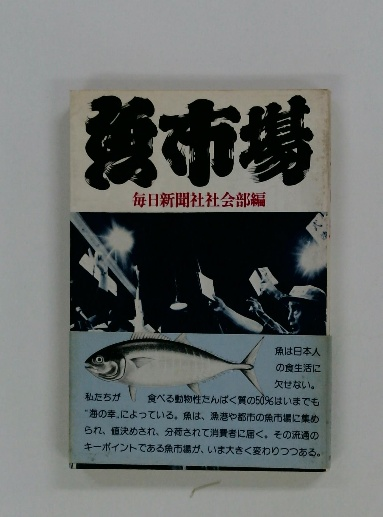 魚市場
毎日新聞社社会部編
魚は日本人
の食生活に
欠せない。
私たちが 食べる動物性たんぱく質の50%はいまでも
“海の幸„によっている。魚は、漁港や都市の魚市場に集め
られ、値決めされ、分荷されて消費者に届く。その流通の
キーポイントである魚市場が、いま大きく変わりつつある。